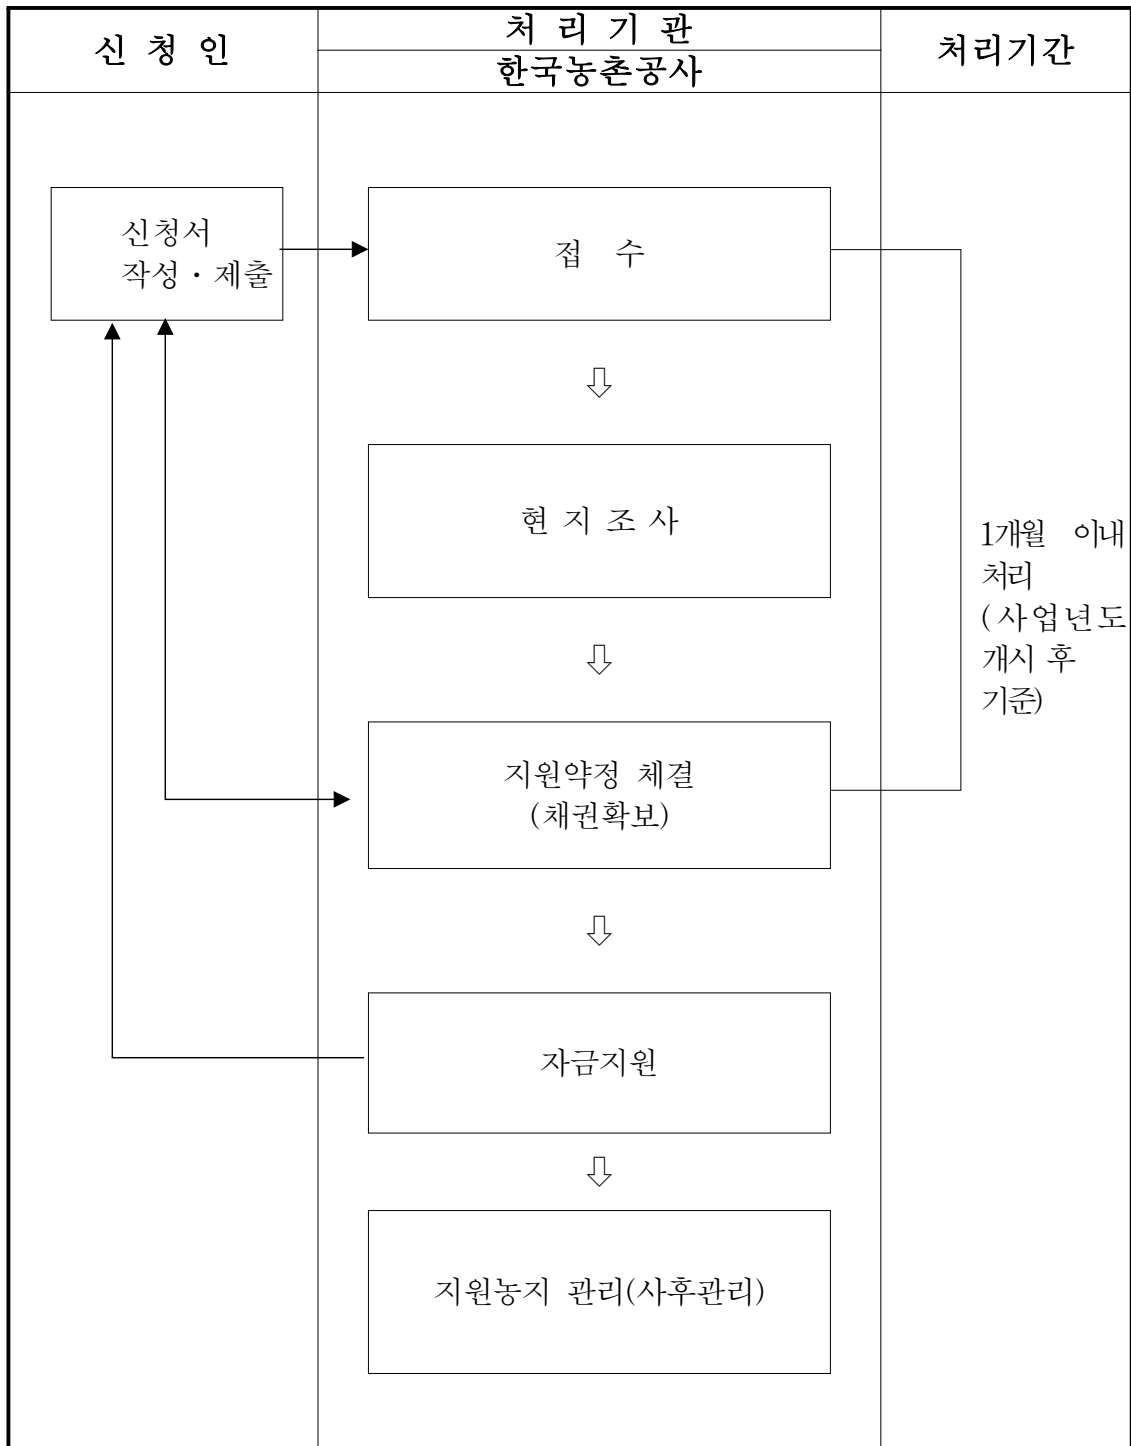 신 청 인
처 리 기 관
한국농촌공사
처리기간
신청서
작성 · 제출
접 수
현 지 조 사
1개월 이내
처리
(사업년도
개시 후
기준)
지원약정 체결
(채권확보)
자금지원
지원농지 관리(사후관리)